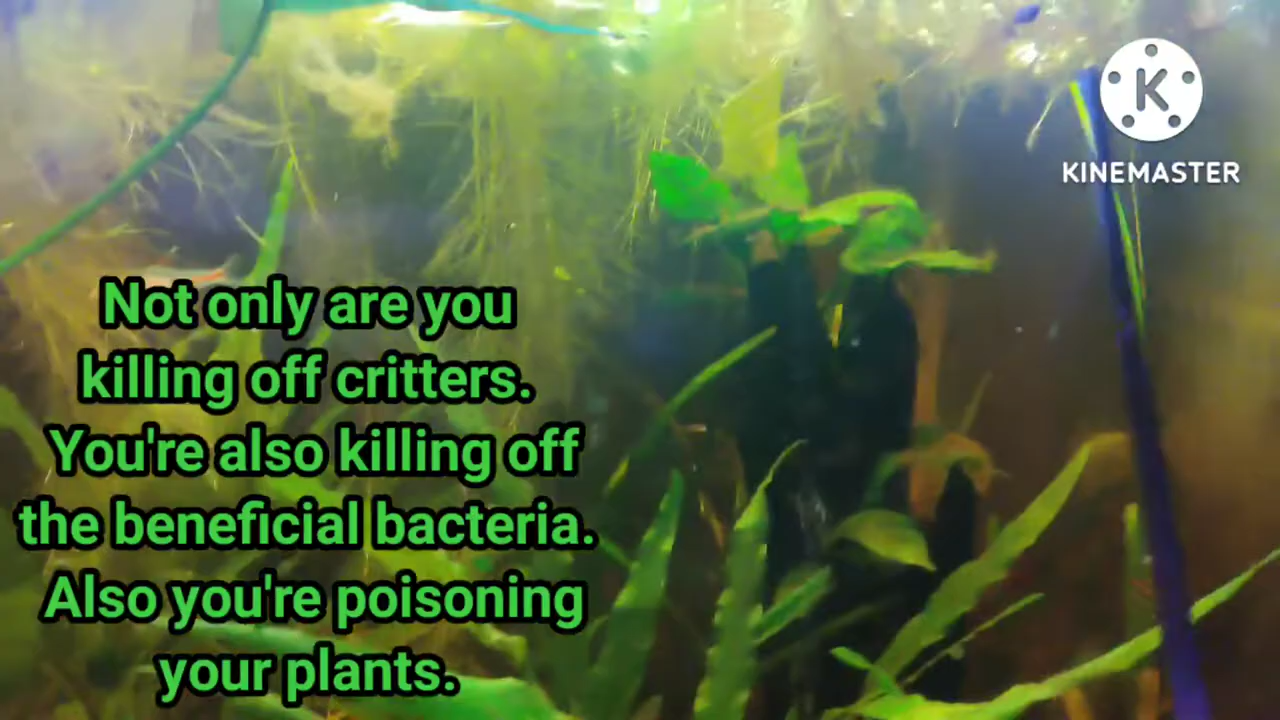 KINEMASTER
Not only are you
killing off critters.
You're also killing off
the beneficial bacteria.
Also you're poisoning
your plants.